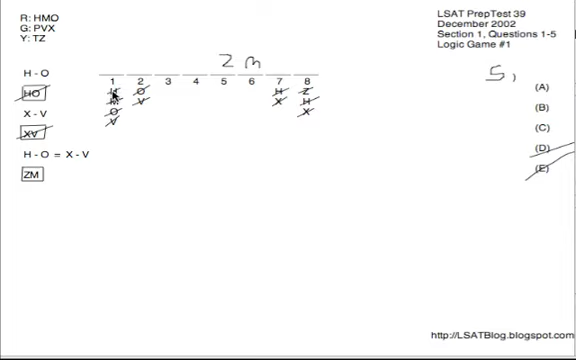 R: HMO
G: PVX
Y: TZ
LSAT PrepTest 39
December 2002
Section 1, Questions 1-5
Logic Game #1
H - O
HO
X - V
XV
H - O = X - V
ZM
Z M
1 2 3 4 5 6 7 8
H O H Z
M V X H
O X
V
5,
(A)
(B)
(C)
(D)
(E)
http://LSATBlog.blogspot.com